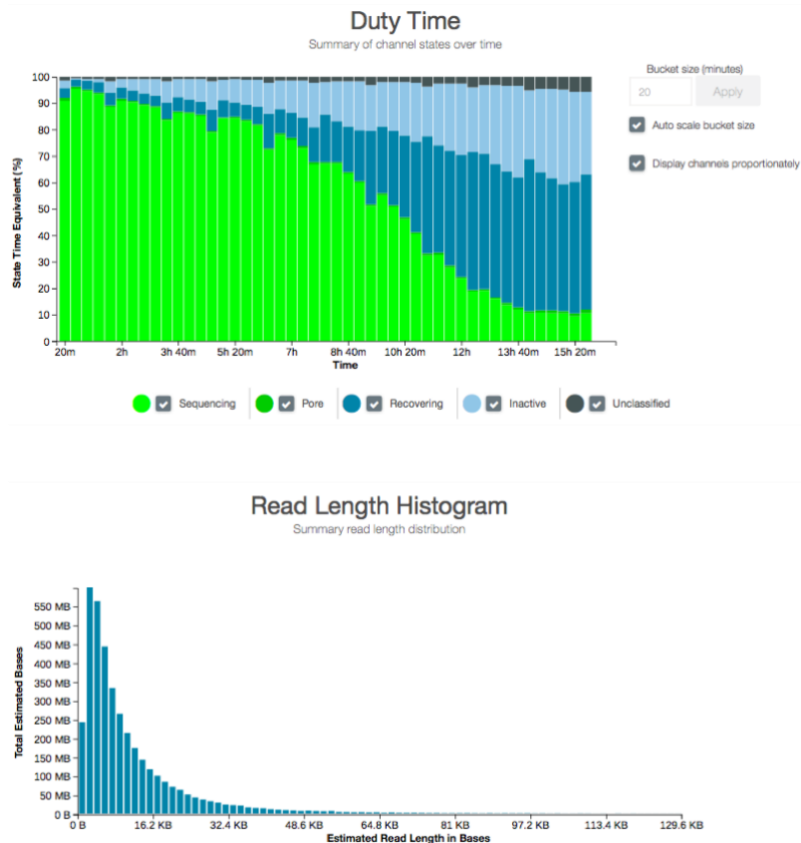 Duty Time
Summary of channel states over time
Bucket size (minutes)
20 Apply
Auto scale bucket size
Display channels proportionately
State Time Equivalent (%)
100
90
80
70
60
50
40
30
20
10
0
20m 2h 3h 40m 5h 20m 7h 8h 40m 10h 20m 12h 13h 40m 15h 20m
Time
Sequencing Pore Recovering Inactive Unclassified
Read Length Histogram
Summary read length distribution
Total Estimated Bases
550 MB
500 MB
450 MB
400 MB
350 MB
300 MB
250 MB
200 MB
150 MB
100 MB
50 MB
0 B
0 B 16.2 KB 32.4 KB 48.6 KB 64.8 KB 81 KB 97.2 KB 113.4 KB 129.6 KB
Estimated Read Length in Bases